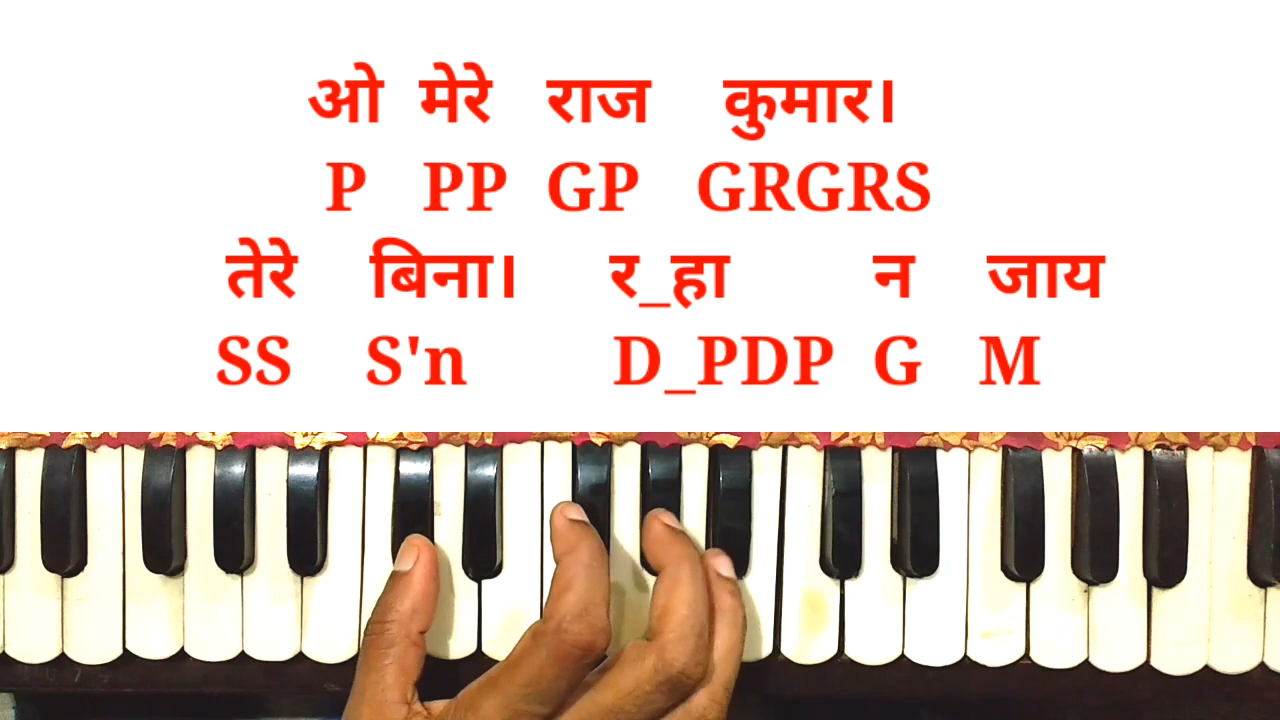 ओ मेरे राज कुमार।
P PP GP GRGRS
तेरे बिना। र_हा न जाय
SS S'n D_PDP G M